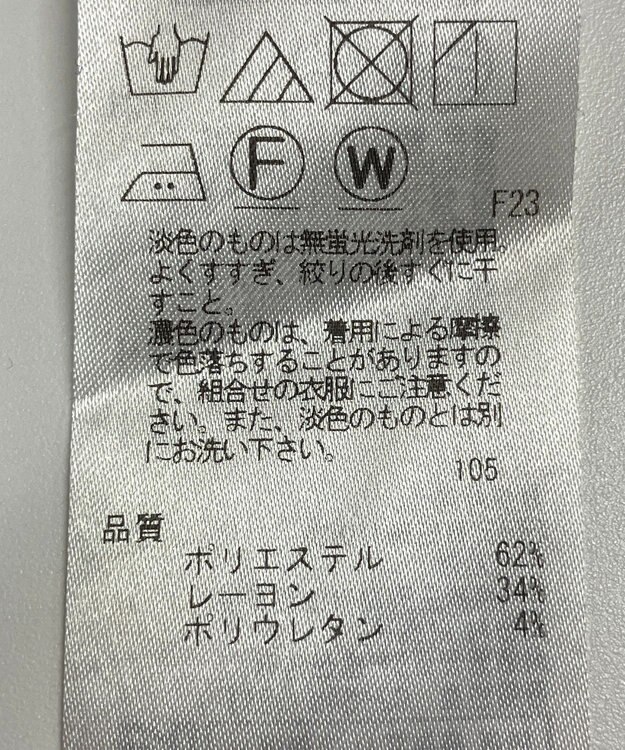 F W
F23
淡色のものは無蛍光洗剤を使用。
よくすすぎ、絞りの後すぐに干
すこと。
濃色のものは、着用による摩擦
で色落ちすることがありますの
で、組合せの衣服にご注意くだ
さい。また、淡色のものとは別
にお洗い下さい。
105
品質
ポリエステル 62%
レーヨン 34%
ポリウレタン 4%